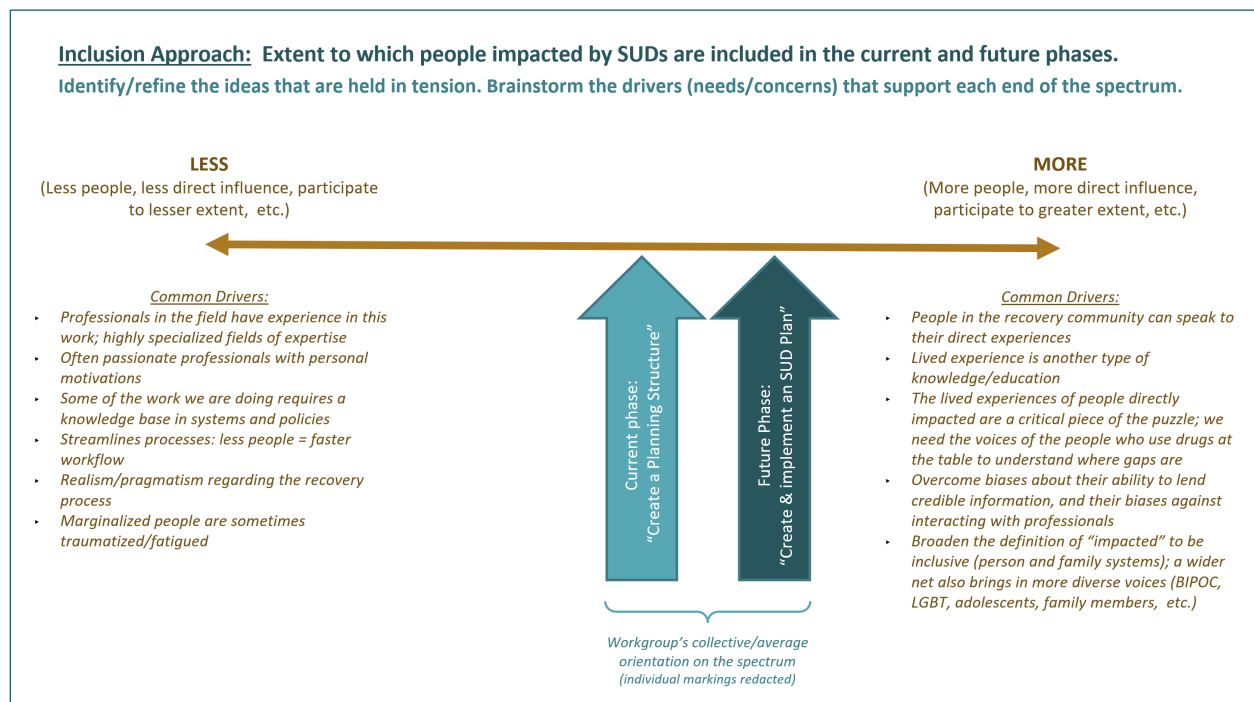 Inclusion Approach: Extent to which people impacted by SUDs are included in the current and future phases.
Identify/refine the ideas that are held in tension. Brainstorm the drivers (needs/concerns) that support each end of the spectrum.
LESS
(Less people, less direct influence, participate
to lesser extent, etc.)
MORE
(More people, more direct influence,
participate to greater extent, etc.)
Common Drivers:
‣ Professionals in the field have experience in this
work; highly specialized fields of expertise
‣ Often passionate professionals with personal
motivations
‣ Some of the work we are doing requires a
knowledge base in systems and policies
‣ Streamlines processes: less people = faster
workflow
‣ Realism/pragmatism regarding the recovery
process
‣ Marginalized people are sometimes
traumatized/fatigued
Current phase:
“Create a Planning Structure”
Future Phase:
“Create & implement an SUD Plan”
Workgroup’s collective/average
orientation on the spectrum
(individual markings redacted)
Common Drivers:
‣ People in the recovery community can speak to
their direct experiences
‣ Lived experience is another type of
knowledge/education
‣ The lived experiences of people directly
impacted are a critical piece of the puzzle; we
need the voices of the people who use drugs at
the table to understand where gaps are
‣ Overcome biases about their ability to lend
credible information, and their biases against
interacting with professionals
‣ Broaden the definition of “impacted” to be
inclusive (person and family systems); a wider
net also brings in more diverse voices (BIPOC,
LGBT, adolescents, family members, etc.)